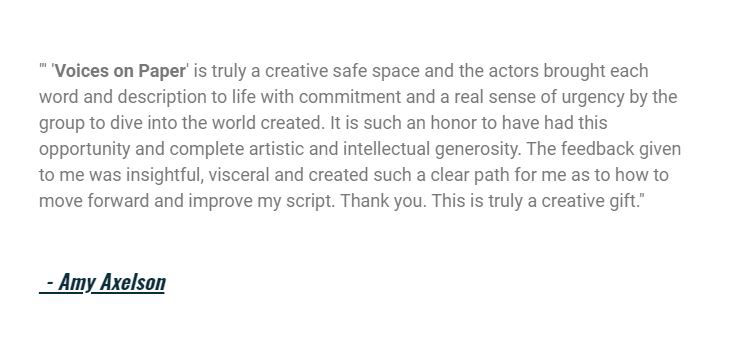 "' 'Voices on Paper' is truly a creative safe space and the actors brought each
word and description to life with commitment and a real sense of urgency by the
group to dive into the world created. It is such an honor to have had this
opportunity and complete artistic and intellectual generosity. The feedback given
to me was insightful, visceral and created such a clear path for me as to how to
move forward and improve my script. Thank you. This is truly a creative gift."
- Amy Axelson